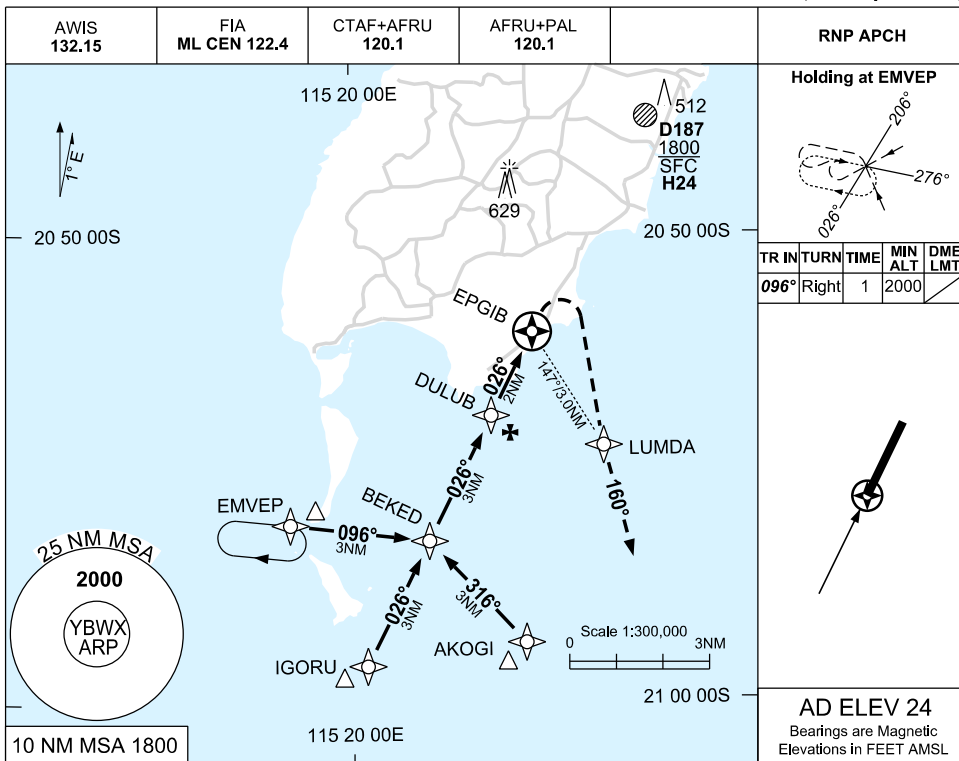 AWIS
132.15
FIA
ML CEN 122.4
CTAF+AFRU
120.1
AFRU+PAL
120.1
RNP APCH
115 20 00E
1° E
512
D187
1800
SFC
H24
629
20 50 00S
20 50 00S
EPGIB
026°
2NM
DULUB
147°/3.0NM
LUMDA
160°
026°
3NM
BEKED
EMVEP
096°
3NM
026°
3NM
316°
3NM
IGORU
AKOGI
Scale 1:300,000
0
3NM
25 NM MSA
2000
YBWX
ARP
10 NM MSA 1800
115 20 00E
21 00 00S
Holding at EMVEP
206°
276°
026°
TR IN TURN TIME MIN ALT DME LMT
096° Right 1 2000
AD ELEV 24
Bearings are Magnetic
Elevations in FEET AMSL